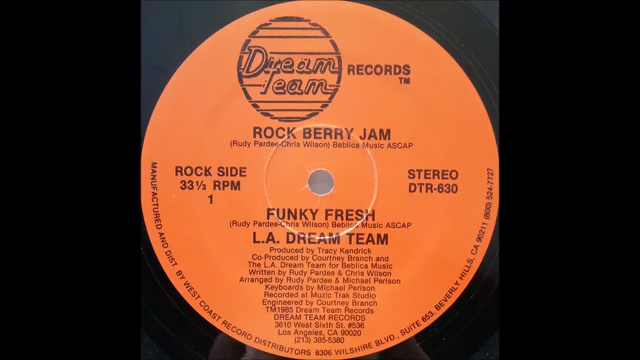 Dream
Team
RECORDS
TM
ROCK BERRY JAM
(Rudy Pardee-Chris Wilson) Beblica Music ASCAP
ROCK SIDE
33⅓ RPM
1
STEREO
DTR-630
FUNKY FRESH
(Rudy Pardee-Chris Wilson) Beblica Music ASCAP
L.A. DREAM TEAM
Produced by Tracy Kendrick
Co-Produced by Courtney Branch and
The L.A. Dream Team for Beblica Music
Written by Rudy Pardee & Chris Wilson
Arranged by Rudy Pardee & Michael Perison
Keyboards by Michael Perison
Recorded at Muzic Trak Studio
Engineered by Courtney Branch
TM1985 Dream Team Records
DREAM TEAM RECORDS
3610 West Sixth St. #536
Los Angeles, CA 90020
(213) 385-5380
MANUFACTURED AND DIST. BY WEST COAST RECORD DISTRIBUTORS 8306 WILSHIRE BLVD., SUITE 653, BEVERLY HILLS, CA 90211 (800) 524-7727